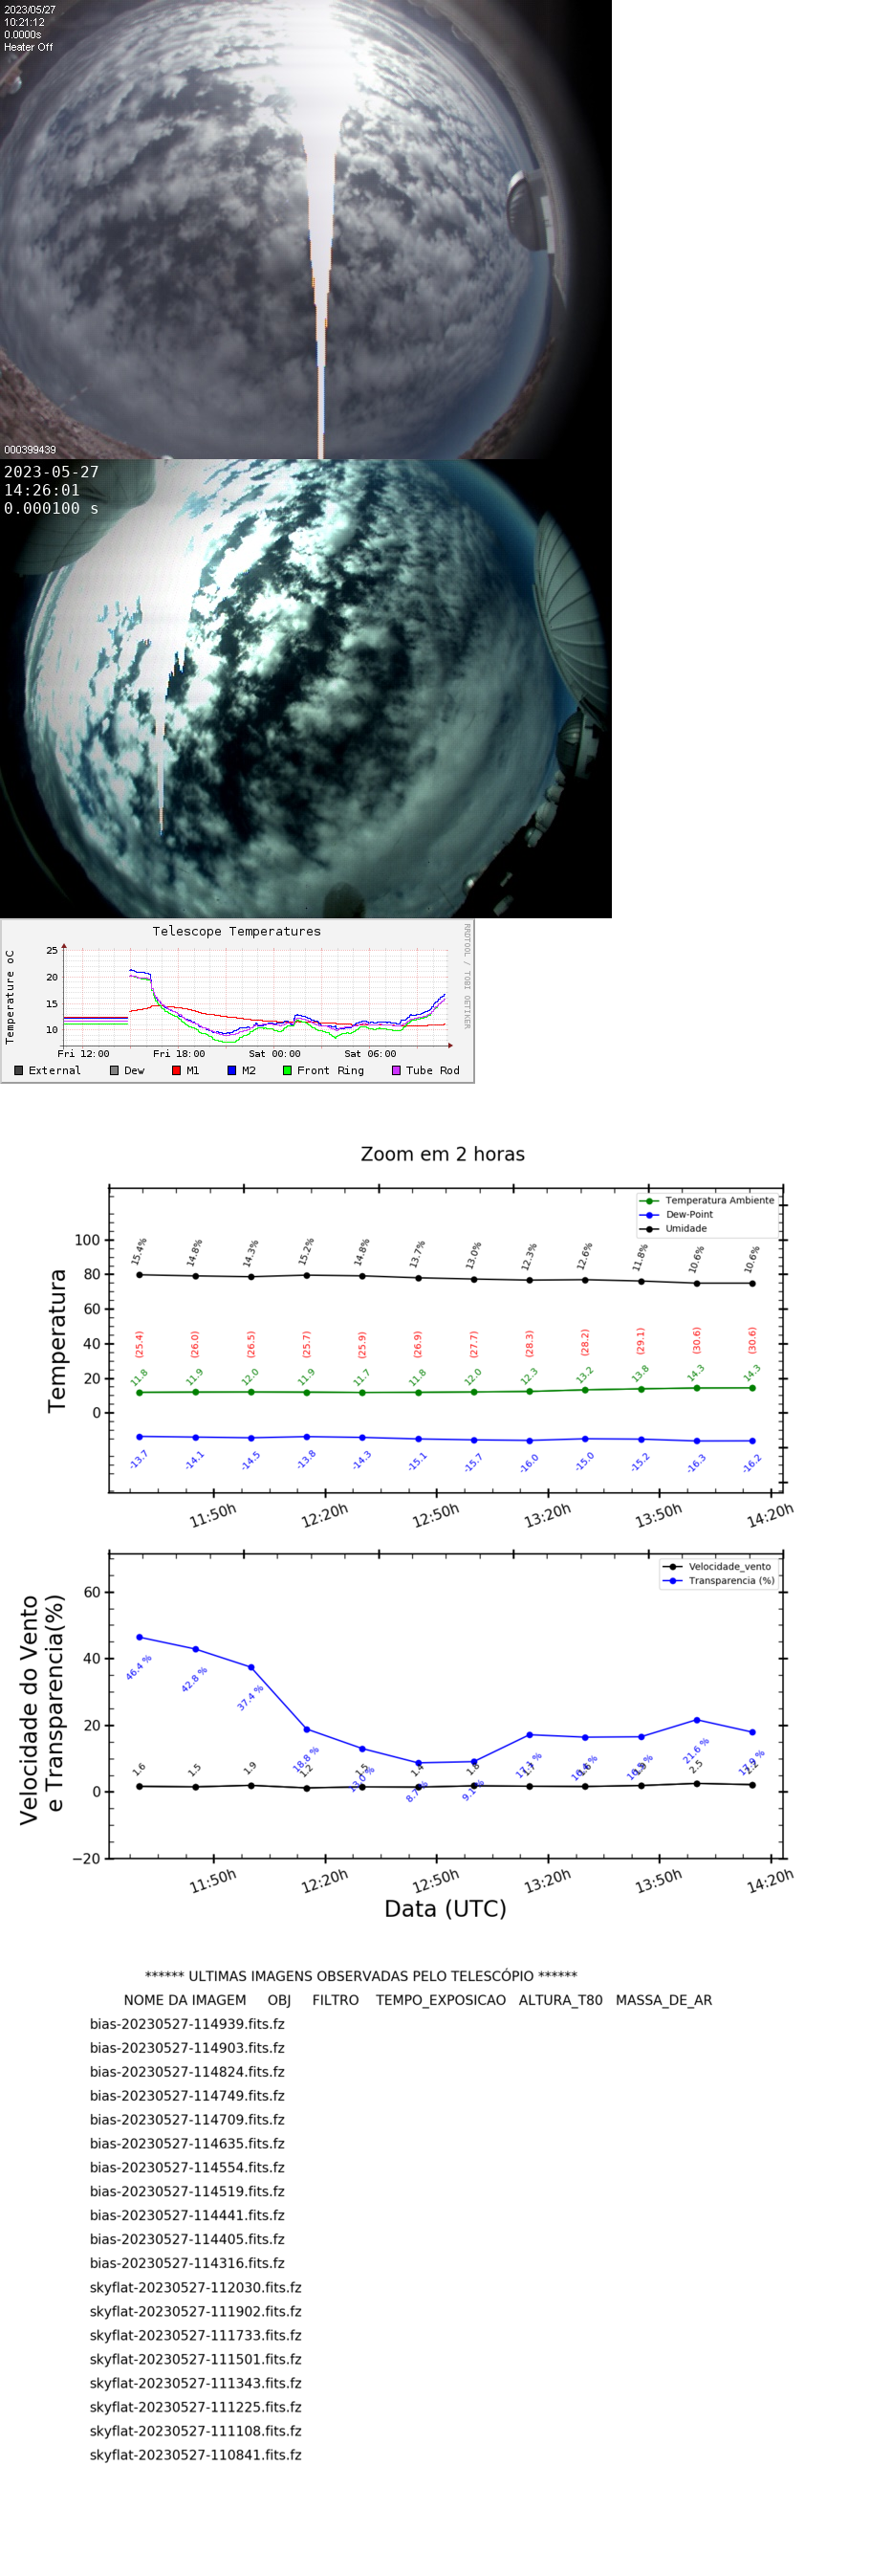 2023/05/27
10:21:12
0.0000s
Heater Off
000399439
2023-05-27
14:26:01
0.000100 s
Telescope Temperatures
RRDTOOL / TOBI OETIKER
Temperature oC
25
20
15
10
Fri 12:00 Fri 18:00 Sat 00:00 Sat 06:00
External Dew M1 M2 Front Ring Tube Rod
Zoom em 2 horas
Temperatura Ambiente
Dew-Point
Umidade
Temperatura
100
80
60
40
20
0
15.4% 14.8% 14.3% 15.2% 14.8% 13.7% 13.0% 12.3% 12.6% 11.8% 10.6% 10.6%
(25.4) (26.0) (26.5) (25.7) (25.9) (26.9) (27.7) (28.3) (28.2) (29.1) (30.6) (30.6)
11.8 11.9 12.0 11.9 11.7 11.8 12.0 12.3 13.2 13.8 14.3 14.3
-13.7 -14.1 -14.5 -13.8 -14.3 -15.1 -15.7 -16.0 -15.0 -15.2 -16.3 -16.2
11:50h 12:20h 12:50h 13:20h 13:50h 14:20h
Velocidade_vento
Transparencia (%)
Velocidade do Vento
e Transparencia(%)
60
40
20
0
−20
46.4 % 42.8 % 37.4 % 18.8 % 13.0 % 21.6 %
1.6 1.5 1.9 1.2 1.5 1.4 1.8 2.5
11:50h 12:20h 12:50h 13:20h 13:50h 14:20h
Data (UTC)
****** ULTIMAS IMAGENS OBSERVADAS PELO TELESCÓPIO ******
NOME DA IMAGEM OBJ FILTRO TEMPO_EXPOSICAO ALTURA_T80 MASSA_DE_AR
bias-20230527-114939.fits.fz
bias-20230527-114903.fits.fz
bias-20230527-114824.fits.fz
bias-20230527-114749.fits.fz
bias-20230527-114709.fits.fz
bias-20230527-114635.fits.fz
bias-20230527-114554.fits.fz
bias-20230527-114519.fits.fz
bias-20230527-114441.fits.fz
bias-20230527-114405.fits.fz
bias-20230527-114316.fits.fz
skyflat-20230527-112030.fits.fz
skyflat-20230527-111902.fits.fz
skyflat-20230527-111733.fits.fz
skyflat-20230527-111501.fits.fz
skyflat-20230527-111343.fits.fz
skyflat-20230527-111225.fits.fz
skyflat-20230527-111108.fits.fz
skyflat-20230527-110841.fits.fz